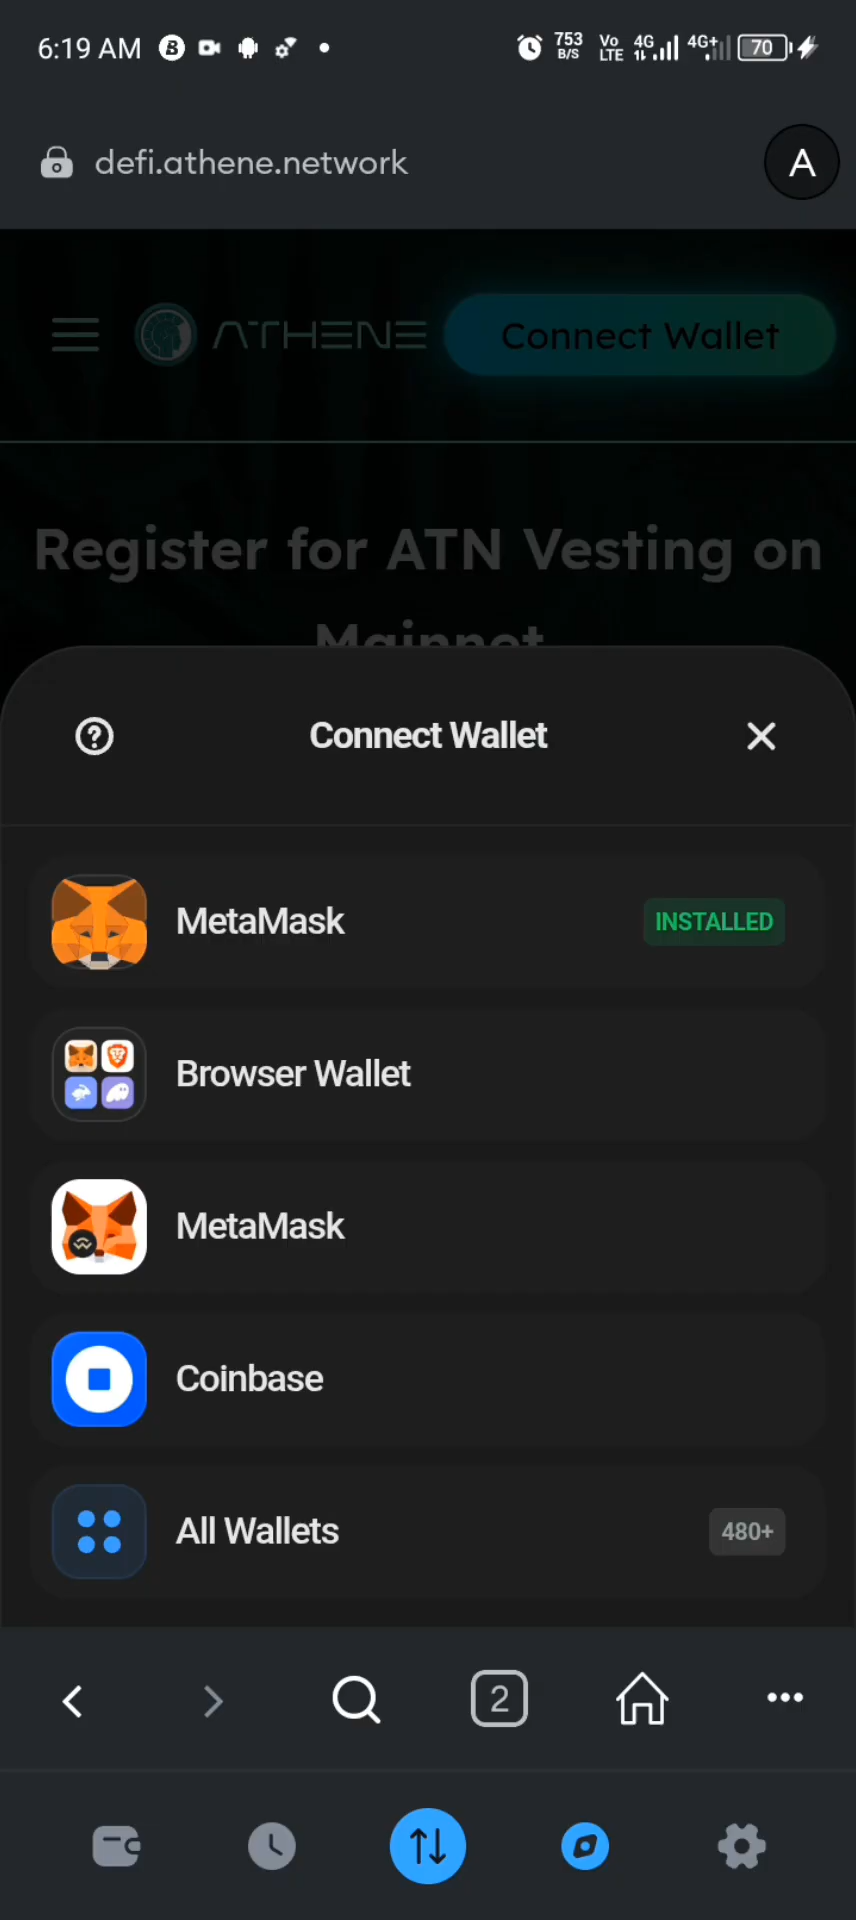 6:19 AM
753 B/S
Vo LTE
4G
4G+
70
defi.athene.network
A
ATHENE
Connect Wallet
Register for ATN Vesting on
Mainnet
Connect Wallet
MetaMask
INSTALLED
Browser Wallet
MetaMask
Coinbase
All Wallets
480+
2